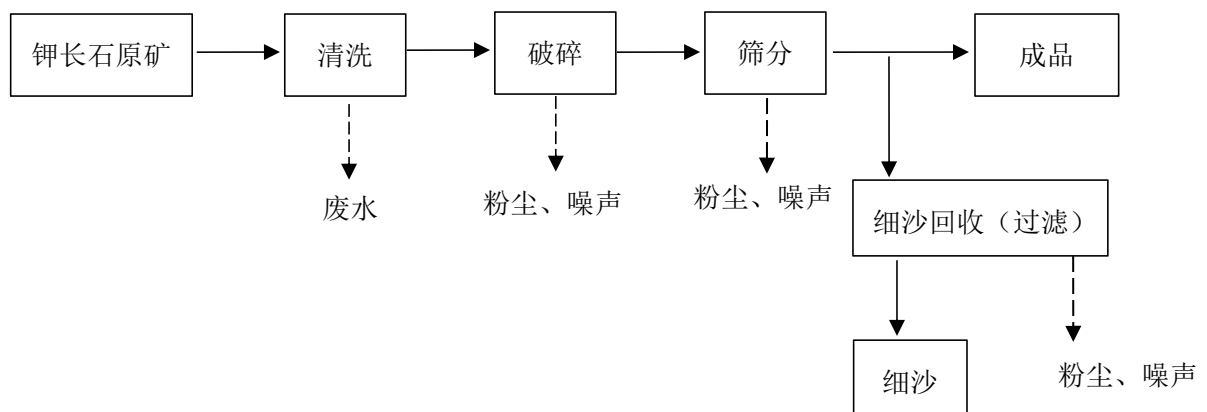 钾长石原矿
清洗
破碎
筛分
成品
废水
粉尘、噪声
粉尘、噪声
细沙回收（过滤）
细沙
粉尘、噪声